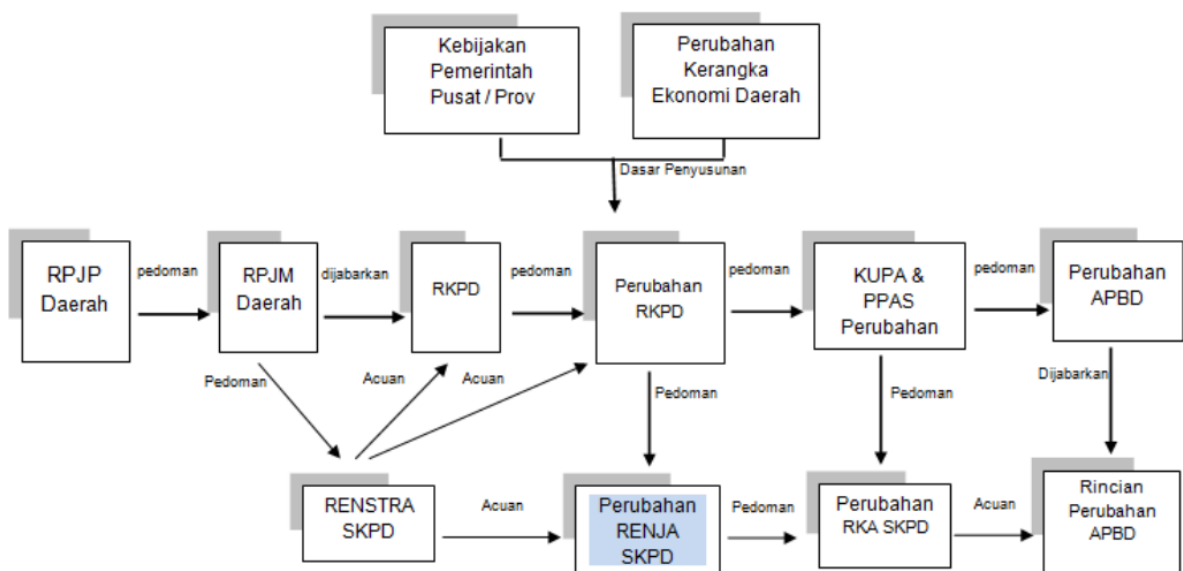 Kebijakan
Pemerintah
Pusat / Prov
Perubahan
Kerangka
Ekonomi Daerah
Dasar Penyusunan
RPJP
Daerah
pedoman
RPJM
Daerah
dijabarkan
RKPD
pedoman
Perubahan
RKPD
pedoman
KUPA &
PPAS
Perubahan
pedoman
Perubahan
APBD
Pedoman
Acuan
Acuan
Pedoman
Pedoman
Dijabarkan
RENSTRA
SKPD
Acuan
Perubahan
RENJA
SKPD
Pedoman
Perubahan
RKA SKPD
Acuan
Rincian
Perubahan
APBD